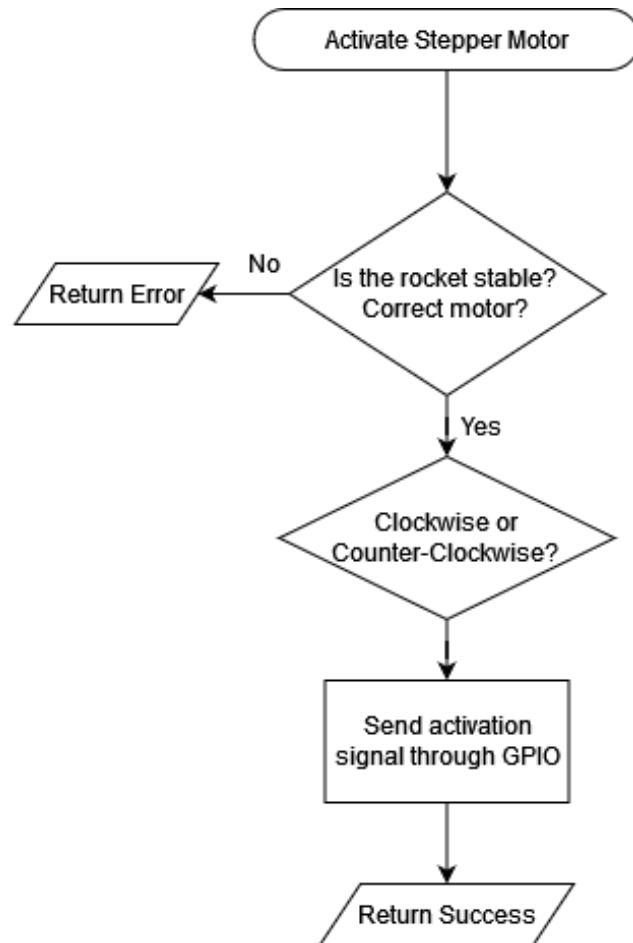 Activate Stepper Motor
Is the rocket stable?
Correct motor?
No
Return Error
Yes
Clockwise or
Counter-Clockwise?
Send activation
signal through GPIO
Return Success